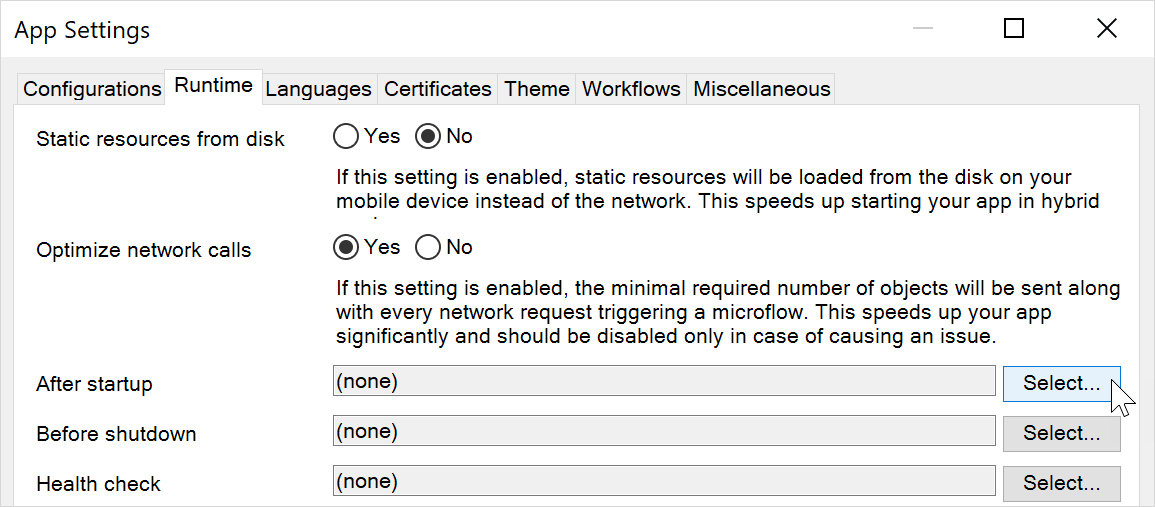 App Settings
Configurations Runtime Languages Certificates Theme Workflows Miscellaneous
Static resources from disk Yes No
If this setting is enabled, static resources will be loaded from the disk on your
mobile device instead of the network. This speeds up starting your app in hybrid
Optimize network calls Yes No
If this setting is enabled, the minimal required number of objects will be sent along
with every network request triggering a microflow. This speeds up your app
significantly and should be disabled only in case of causing an issue.
After startup (none) Select...
Before shutdown (none) Select...
Health check (none) Select...